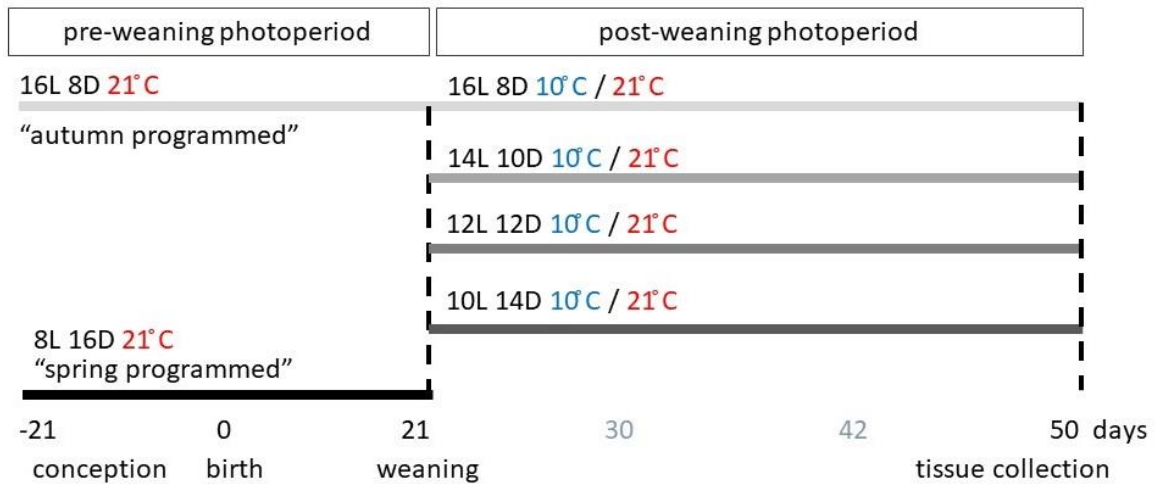 pre-weaning photoperiod
post-weaning photoperiod
16L 8D 21°C
16L 8D 10°C / 21°C
"autumn programmed"
14L 10D 10°C / 21°C
12L 12D 10°C / 21°C
10L 14D 10°C / 21°C
8L 16D 21°C
"spring programmed"
-21 0 21 30 42 50 days
conception birth weaning tissue collection